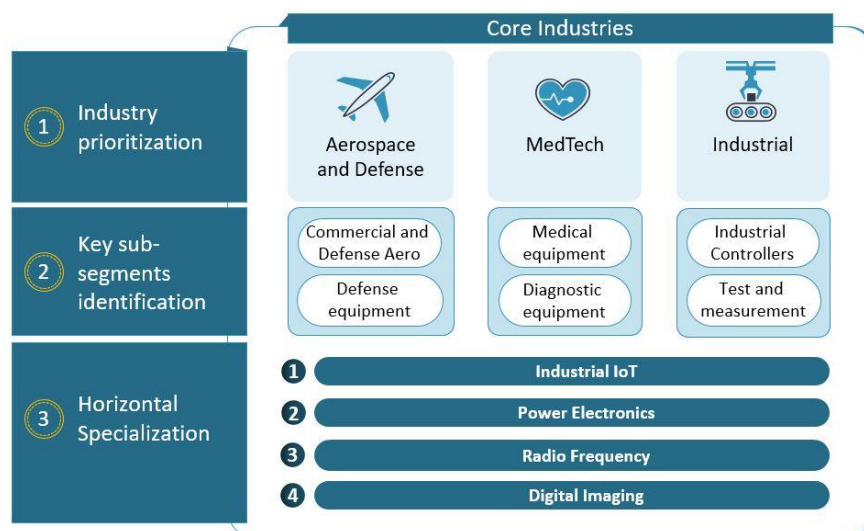 Core Industries
1
Industry
prioritization
Aerospace
and Defense
MedTech
Industrial
2
Key sub-
segments
identification
Commercial and
Defense Aero
Defense
equipment
Medical
equipment
Diagnostic
equipment
Industrial
Controllers
Test and
measurement
3
Horizontal
Specialization
1 Industrial IoT
2 Power Electronics
3 Radio Frequency
4 Digital Imaging